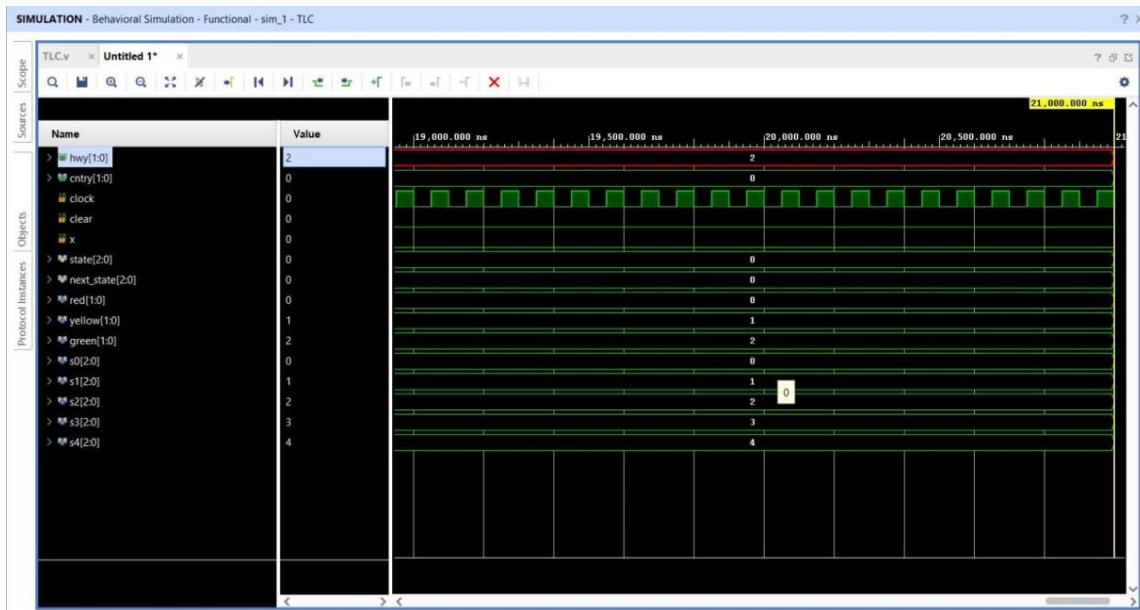 SIMULATION - Behavioral Simulation - Functional - sim_1 - TLC ?
TLC.v × Untitled 1* × ?
Scope
Sources
Objects
Protocol Instances
21,000.000 ns
Name Value 19,000.000 ns 19,500.000 ns 20,000.000 ns 20,500.000 ns 21
hwy[1:0] 2 2
cntry[1:0] 0 0
clock 0
clear 0
x 0
state[2:0] 0 0
next_state[2:0] 0 0
red[1:0] 0 0
yellow[1:0] 1 1
green[1:0] 2 2
s0[2:0] 0 0
s1[2:0] 1 1
0
s2[2:0] 2 2
s3[2:0] 3 3
s4[2:0] 4 4